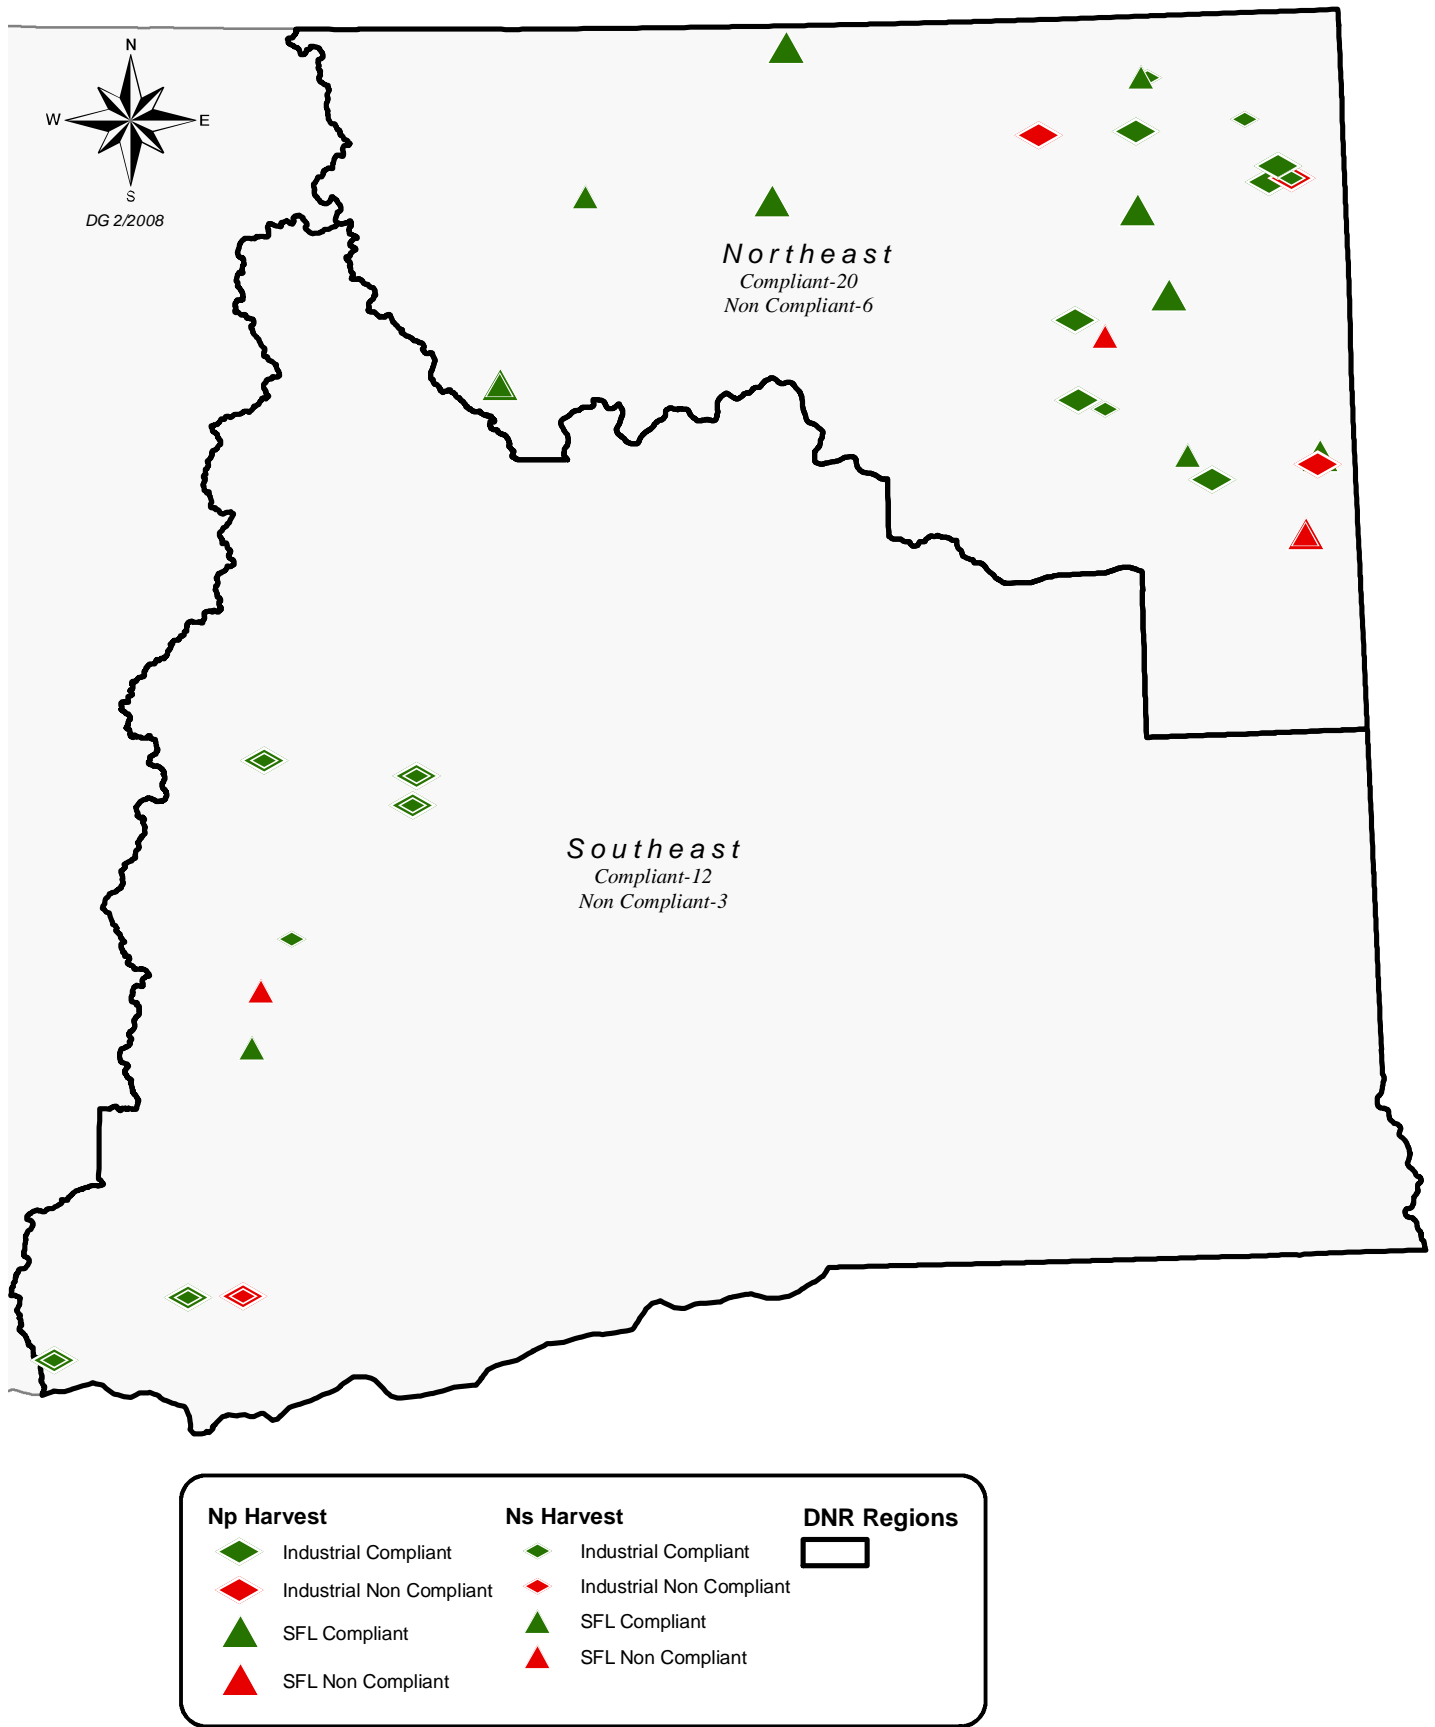 N
W E
S
DG 2/2008
Northeast
Compliant-20
Non Compliant-6
Southeast
Compliant-12
Non Compliant-3
Np Harvest
Industrial Compliant
Industrial Non Compliant
SFL Compliant
SFL Non Compliant
Ns Harvest
Industrial Compliant
Industrial Non Compliant
SFL Compliant
SFL Non Compliant
DNR Regions